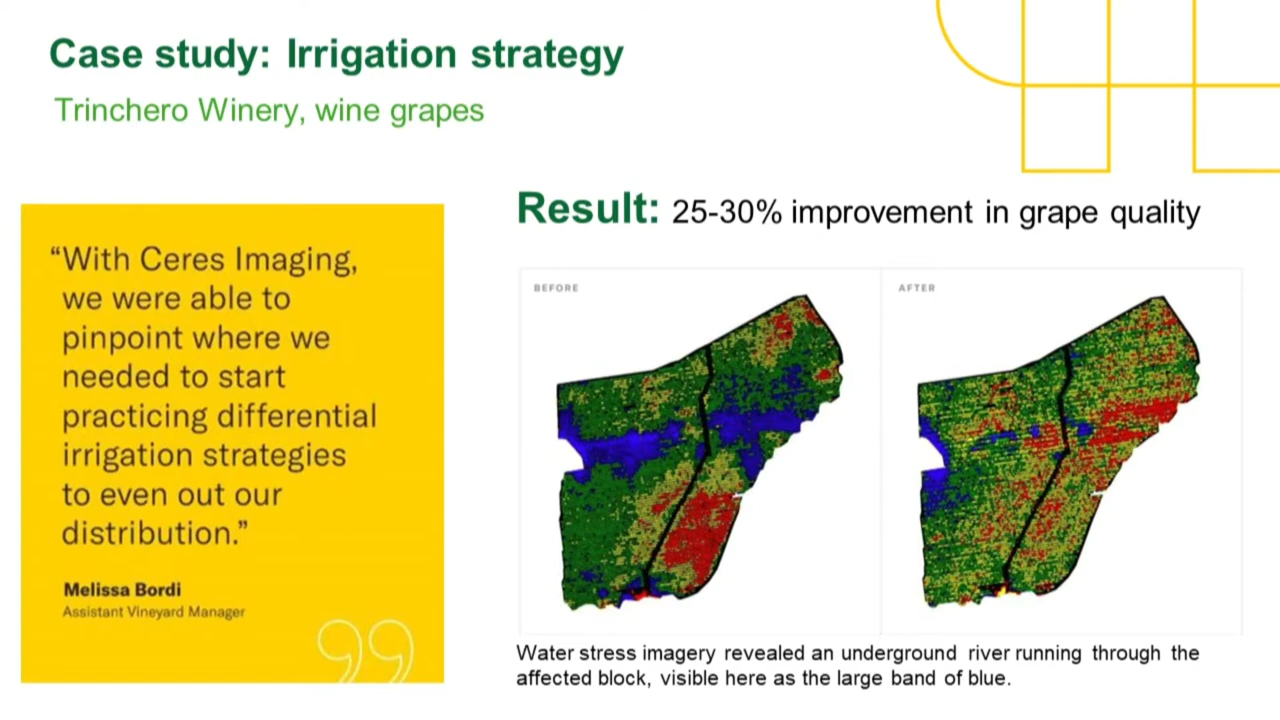 Case study: Irrigation strategy
Trinchero Winery, wine grapes
“With Ceres Imaging,
we were able to
pinpoint where we
needed to start
practicing differential
irrigation strategies
to even out our
distribution.”
Melissa Bordi
Assistant Vineyard Manager
Result: 25-30% improvement in grape quality
BEFORE
AFTER
Water stress imagery revealed an underground river running through the
affected block, visible here as the large band of blue.